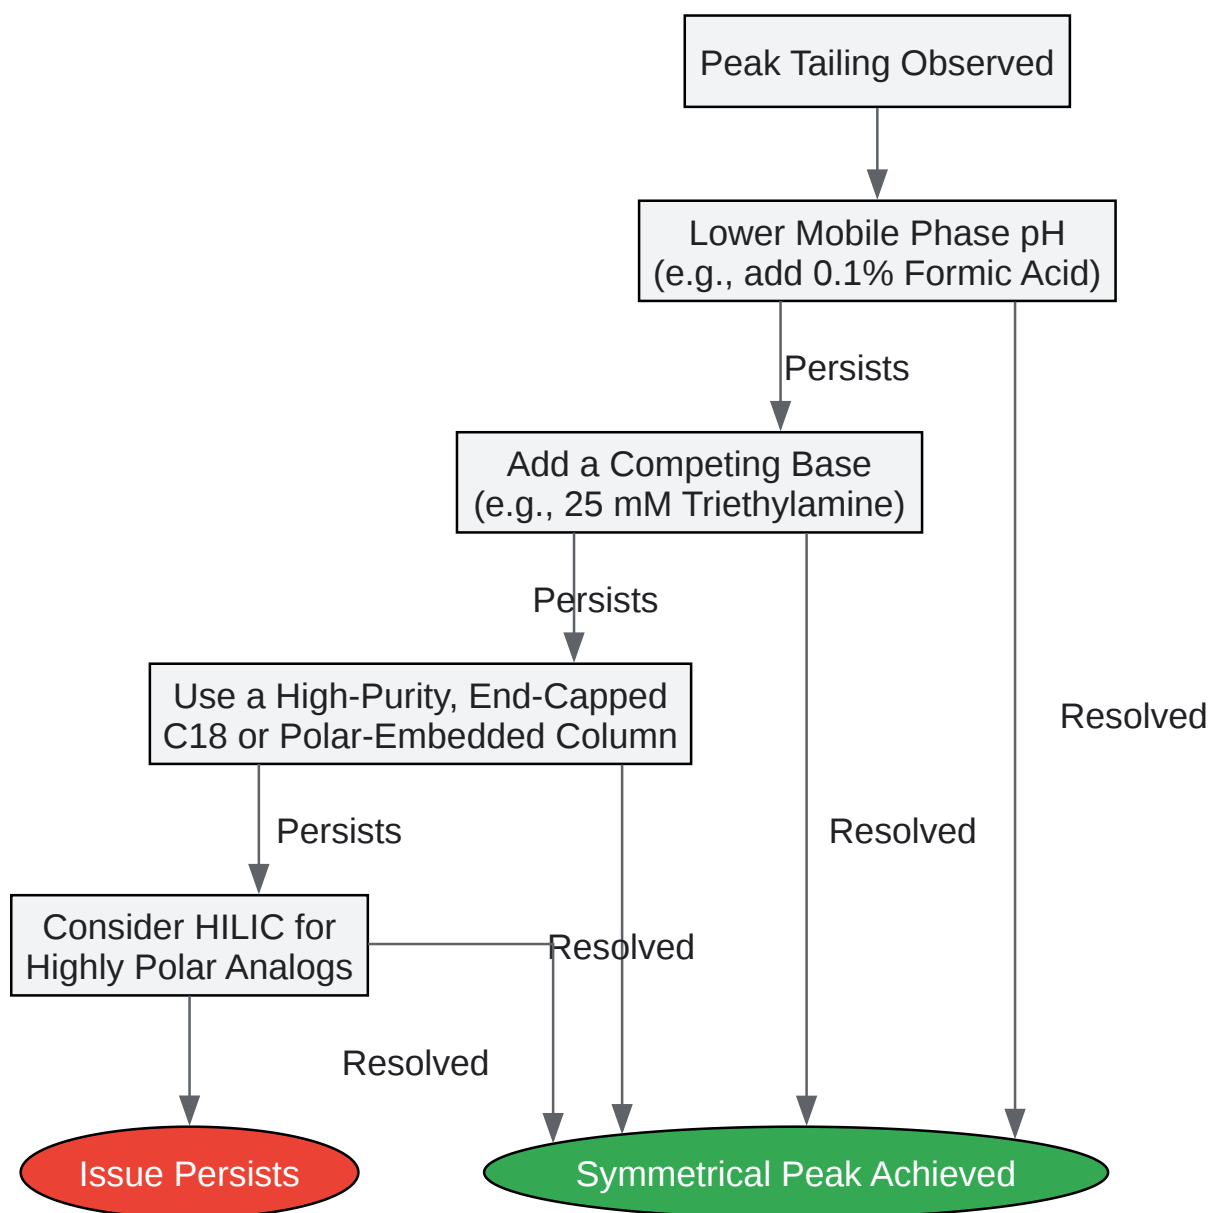 Peak Tailing Observed
Lower Mobile Phase pH
(e.g., add 0.1% Formic Acid)
Persists
Add a Competing Base
(e.g., 25 mM Triethylamine)
Persists
Use a High-Purity, End-Capped
C18 or Polar-Embedded Column
Resolved
Persists
Resolved
Consider HILIC for
Highly Polar Analogs
Resolved
Resolved
Issue Persists
Symmetrical Peak Achieved